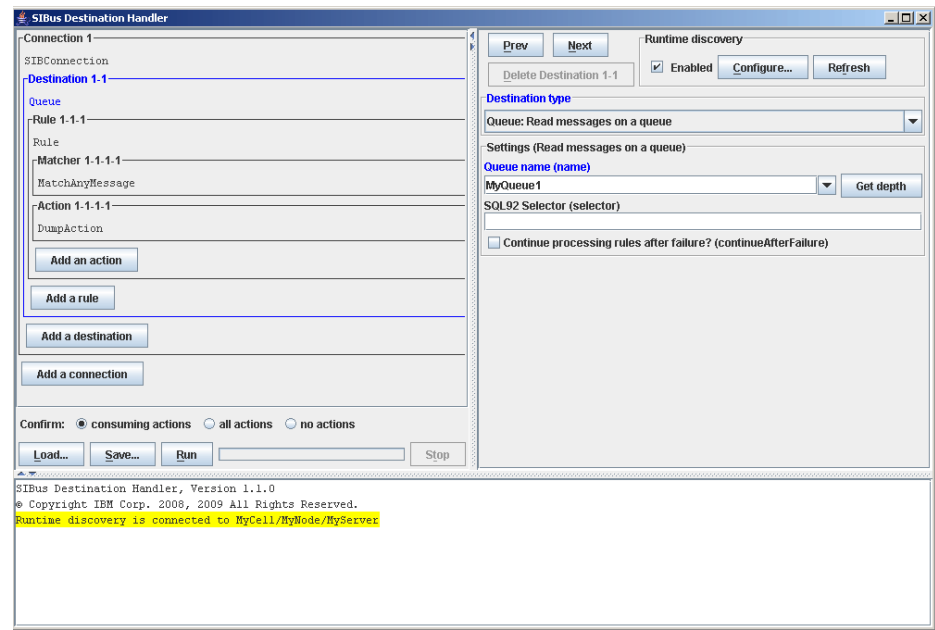 SIBus Destination Handler
Connection 1
SIBConnection
Destination 1-1
Queue
Rule 1-1-1
Rule
Matcher 1-1-1-1
MatchAnyMessage
Action 1-1-1-1
DumpAction
Add an action
Add a rule
Add a destination
Add a connection
Confirm: consuming actions all actions no actions
Load... Save... Run Stop
Prev Next
Delete Destination 1-1
Runtime discovery
Enabled Configure... Refresh
Destination type
Queue: Read messages on a queue
Settings (Read messages on a queue)
Queue name (name)
MyQueue1 Get depth
SQL92 Selector (selector)
Continue processing rules after failure? (continueAfterFailure)
SIBus Destination Handler, Version 1.1.0
© Copyright IBM Corp. 2008, 2009 All Rights Reserved.
Runtime discovery is connected to MyCell/MyNode/MyServer